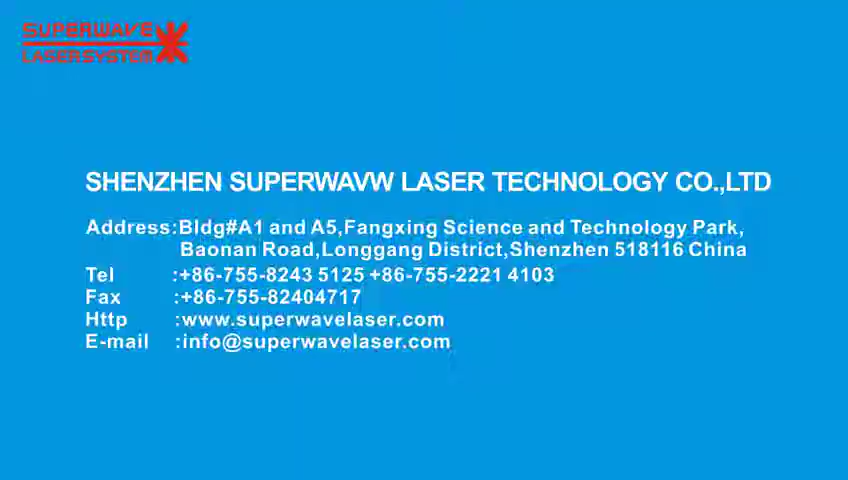 SUPERWAVE
LASERSYSTEM
SHENZHEN SUPERWAVW LASER TECHNOLOGY CO.,LTD
Address:Bldg#A1 and A5,Fangxing Science and Technology Park,
Baonan Road,Longgang District,Shenzhen 518116 China
Tel :+86-755-8243 5125 +86-755-2221 4103
Fax :+86-755-82404717
Http :www.superwavelaser.com
E-mail :info@superwavelaser.com